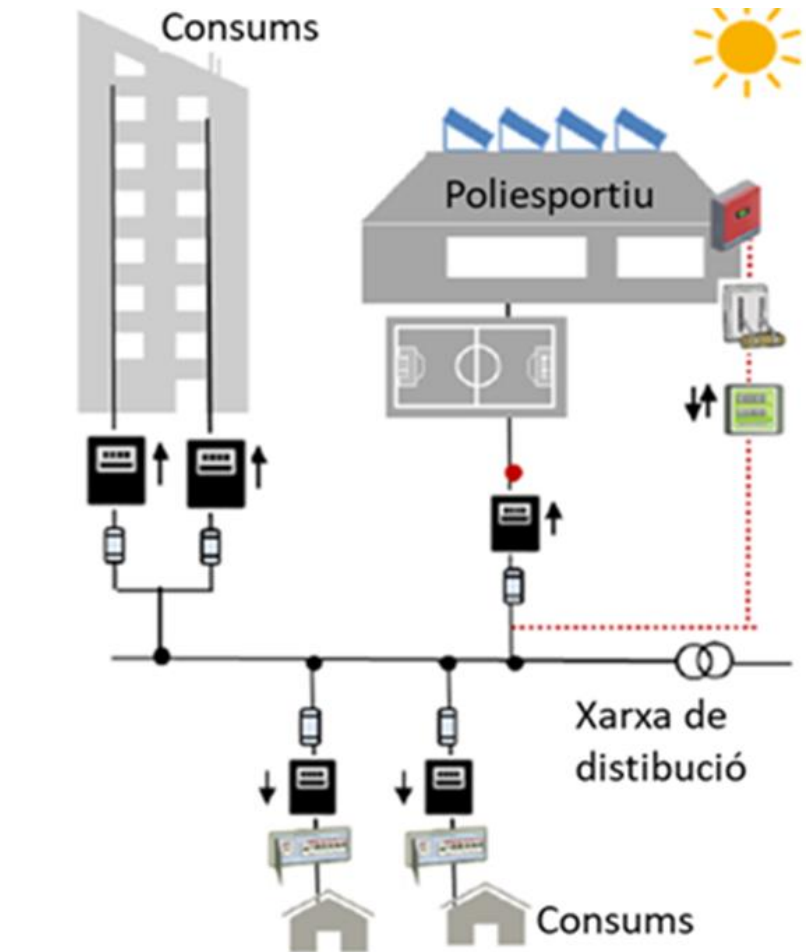 Consums
Poliesportiu
Xarxa de
distibució
Consums